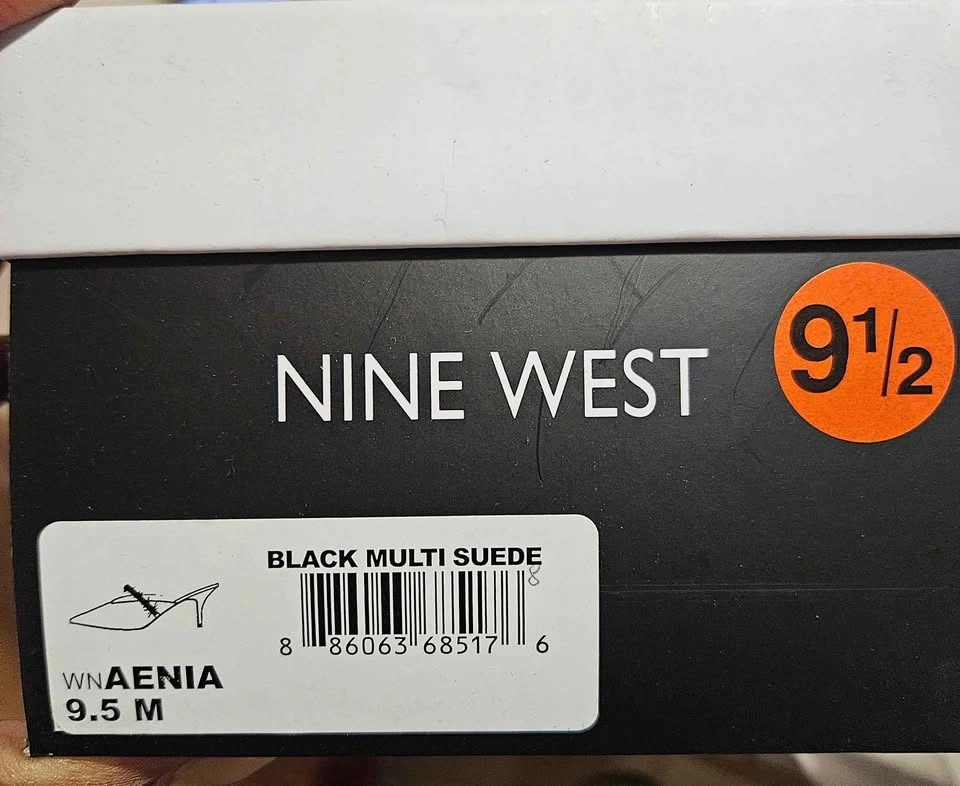 NINE WEST
9 1/2
BLACK MULTI SUEDE
8
8 86063 68517 6
WNAENIA
9.5 M